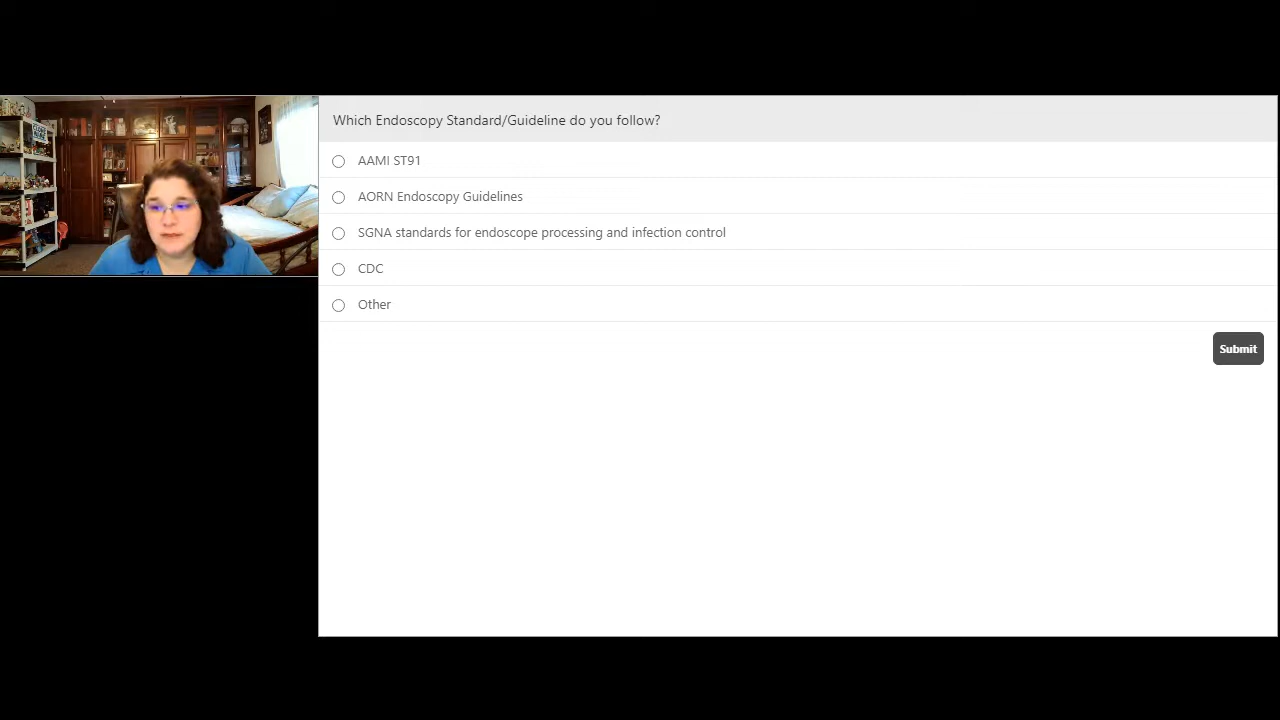 Which Endoscopy Standard/Guideline do you follow?
AAMI ST91
AORN Endoscopy Guidelines
SGNA standards for endoscope processing and infection control
CDC
Other
Submit